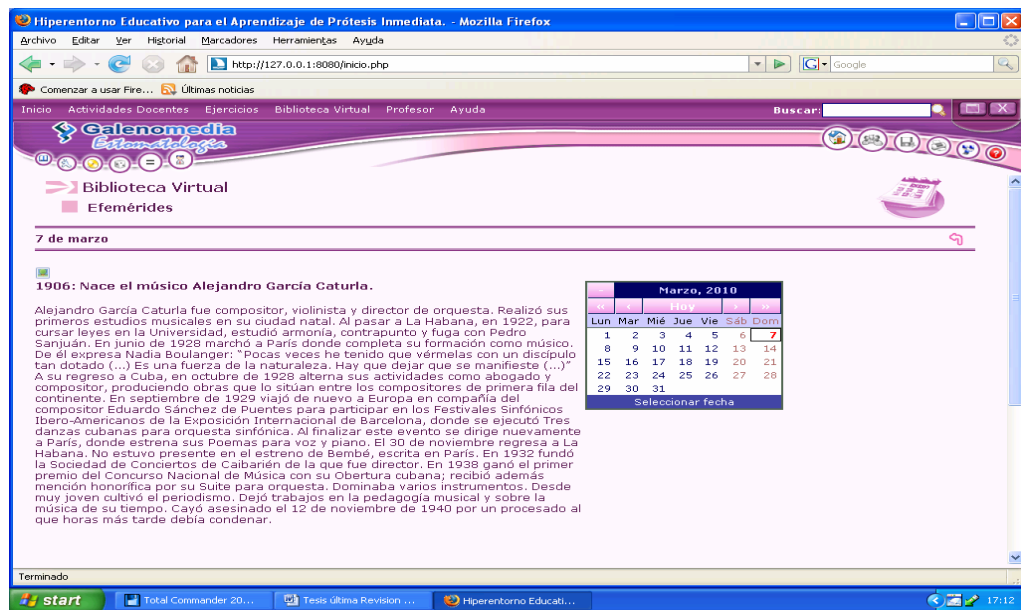 Hiperentorno Educativo para el Aprendizaje de Prótesis Inmediata. - Mozilla Firefox
Archivo Editar Ver Historial Marcadores Herramientas Ayuda
http://127.0.0.1:8080/inicio.php
Google
Comenzar a usar Fire... Últimas noticias
Inicio Actividades Docentes Ejercicios Biblioteca Virtual Profesor Ayuda Buscar:
Galenomedia
Estomatología
Biblioteca Virtual
Efemérides
7 de marzo
1906: Nace el músico Alejandro García Caturla.
Alejandro García Caturla fue compositor, violinista y director de orquesta. Realizó sus
primeros estudios musicales en su ciudad natal. Al pasar a La Habana, en 1922, para
cursar leyes en la Universidad, estudió armonía, contrapunto y fuga con Pedro
Sanjuán. En junio de 1928 marchó a París donde completa su formación como músico.
De él expresa Nadia Boulanger: "Pocas veces he tenido que vérmelas con un discípulo
tan dotado (...) Es una fuerza de la naturaleza. Hay que dejar que se manifieste (...)"
A su regreso a Cuba, en octubre de 1928 alterna sus actividades como abogado y
compositor, produciendo obras que lo sitúan entre los compositores de primera fila del
continente. En septiembre de 1929 viajó de nuevo a Europa en compañía del
compositor Eduardo Sánchez de Puentes para participar en los Festivales Sinfónicos
Ibero-Americanos de la Exposición Internacional de Barcelona, donde se ejecutó Tres
danzas cubanas para orquesta sinfónica. Al finalizar este evento se dirige nuevamente
a París, donde estrena sus Poemas para voz y piano. El 30 de noviembre regresa a La
Habana. No estuvo presente en el estreno de Bembé, escrita en París. En 1932 fundó
la Sociedad de Conciertos de Caibarién de la que fue director. En 1938 ganó el primer
premio del Concurso Nacional de Música con su Obertura cubana; recibió además
mención honorífica por su Suite para orquesta. Dominaba varios instrumentos. Desde
muy joven cultivó el periodismo. Dejó trabajos en la pedagogía musical y sobre la
música de su tiempo. Cayó asesinado el 12 de noviembre de 1940 por un procesado al
que horas más tarde debía condenar.
Marzo, 2010
« ‹ Hoy › »
Lun Mar Mié Jue Vie Sáb Dom
1 2 3 4 5 6 7
8 9 10 11 12 13 14
15 16 17 18 19 20 21
22 23 24 25 26 27 28
29 30 31
Seleccionar fecha
Terminado
start Total Commander 20... Tesis última Revision ... Hiperentorno Educati... 17:12